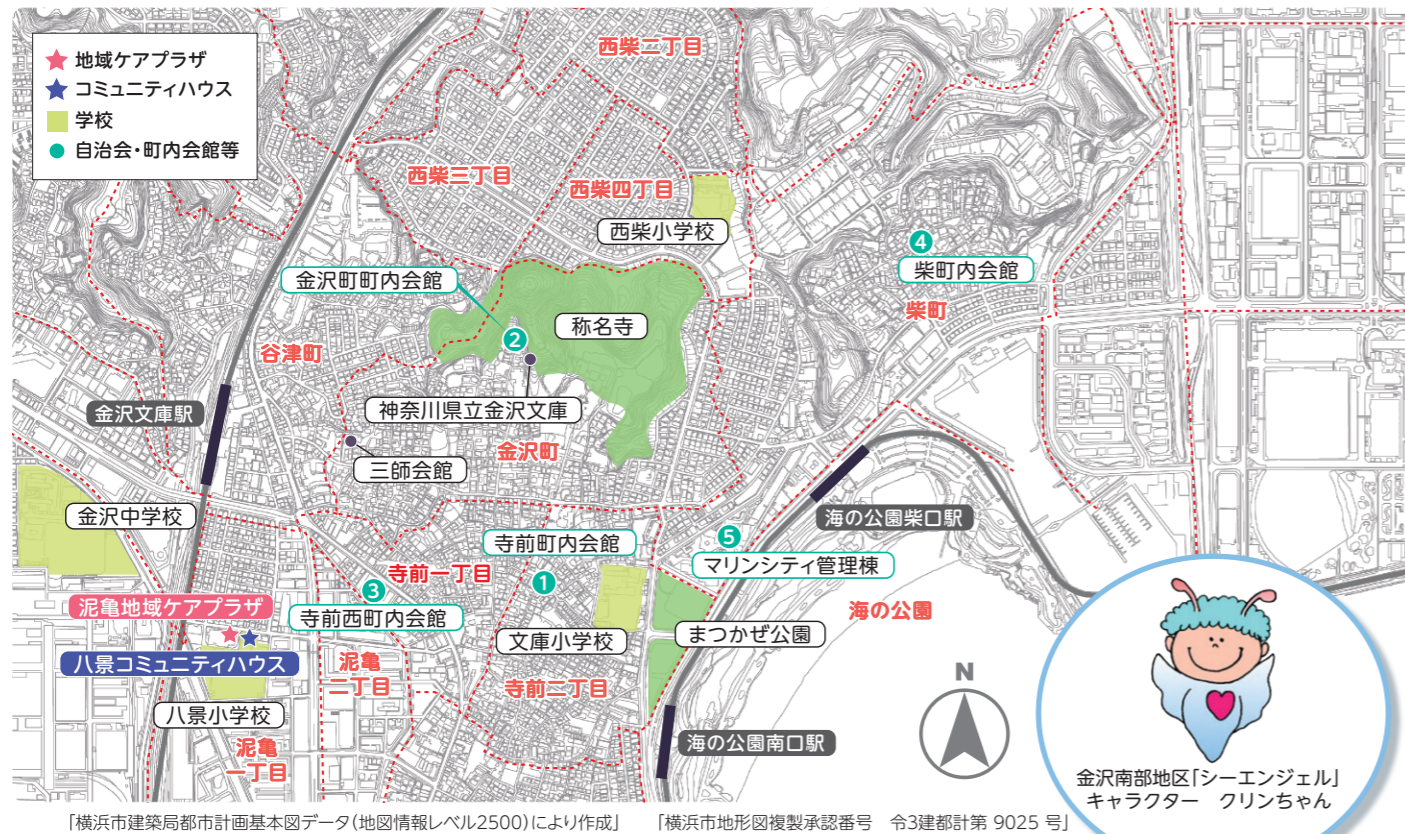 地域ケアプラザ
コミュニティハウス
学校
自治会・町内会館等
西柴二丁目
西柴三丁目
西柴四丁目
西柴小学校
4
柴町内会館
柴町
金沢町町内会館
2
称名寺
谷津町
神奈川県立金沢文庫
金沢文庫駅
金沢町
三師会館
金沢中学校
海の公園柴口駅
寺前町内会館
5
マリンシティ管理棟
寺前一丁目
1
3
寺前西町内会館
泥亀地域ケアプラザ
海の公園
文庫小学校
まつかぜ公園
八景コミュニティハウス
泥亀
二丁目
寺前二丁目
八景小学校
N
海の公園南口駅
泥亀
一丁目
金沢南部地区「シーエンジェル」
キャラクター　クリンちゃん
「横浜市建築局都市計画基本図データ(地図情報レベル2500)により作成」　「横浜市地形図複製承認番号　令3建都計第 9025 号」